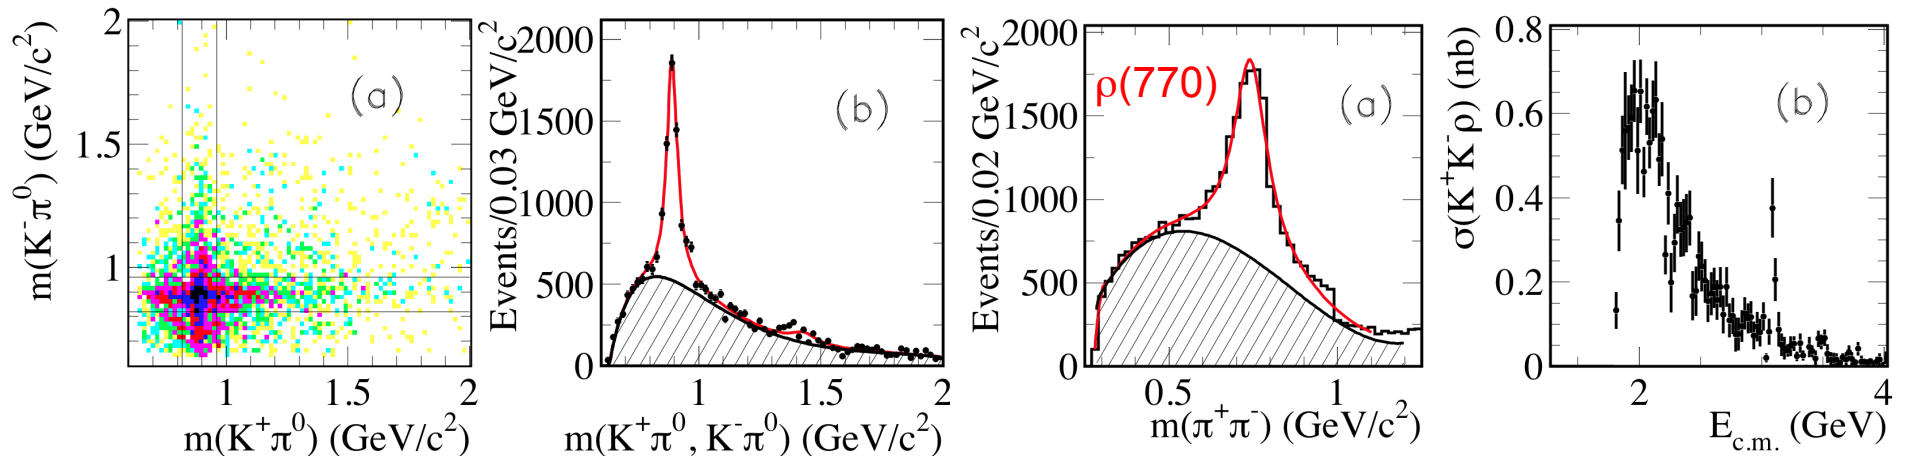 m(K⁻π⁰) (GeV/c²)
2
1.5
1
(a)
1 1.5 2
m(K⁺π⁰) (GeV/c²)
Events/0.03 GeV/c²
2000
1500
1000
500
0
(b)
1 1.5 2
m(K⁺π⁰, K⁻π⁰) (GeV/c²)
Events/0.02 GeV/c²
2000
1500
1000
500
0
ρ(770)
(a)
0.5 1
m(π⁺π⁻) (GeV/c²)
σ(K⁺K⁻ρ) (nb)
0.8
0.6
0.4
0.2
0
(b)
2 4
E_c.m. (GeV)